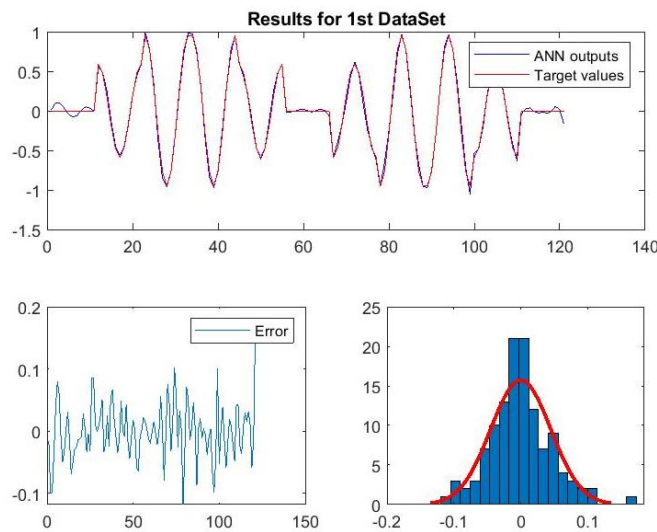 Results for 1st DataSet
1
0.5
0
-0.5
-1
-1.5
ANN outputs
Target values
0 20 40 60 80 100 120 140
0.2
0.1
0
-0.1
Error
0 50 100 150
25
20
15
10
5
0
-0.2 -0.1 0 0.1